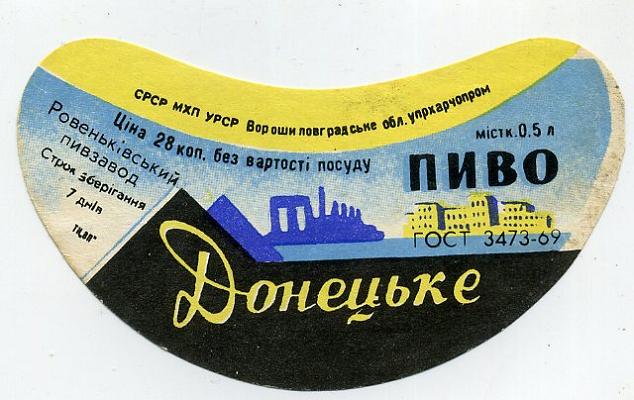 СРСР МХП УРСР Ворошиловградське обл. упрхарчопром
Ціна 28 коп. без вартості посуду
Ровеньківський
пивзавод
Строк зберігання
7 днів
містк. 0.5 л
ПИВО
ГОСТ 3473-69
Донецьке